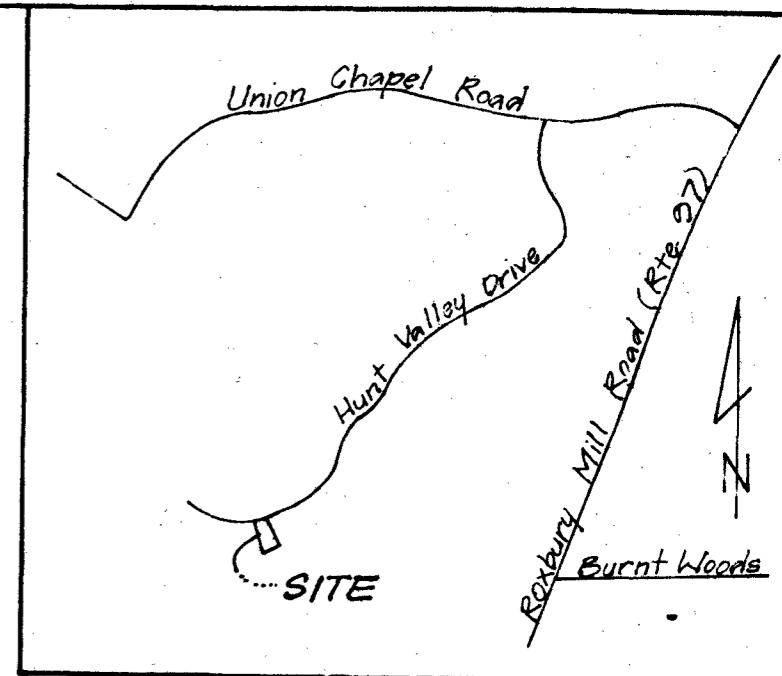 Union Chapel Road
Hunt Valley Drive
Roxbury Mill Road (Rte 97)
N
Burnt Woods
SITE